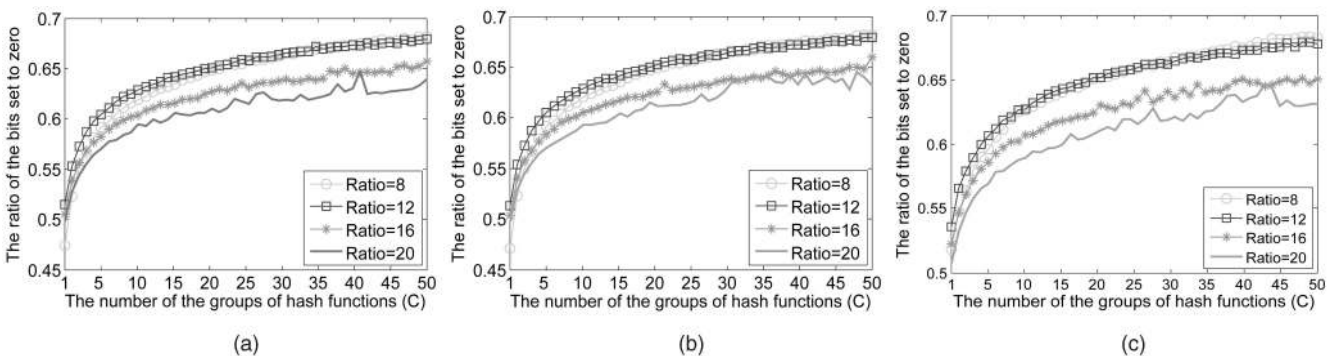 The ratio of the bits set to zero
0.7
0.65
0.6
0.55
0.5
0.45
1 5 10 15 20 25 30 35 40 45 50
Ratio=8
Ratio=12
Ratio=16
Ratio=20
The number of the groups of hash functions (C)
(a)
The ratio of the bits set to zero
0.7
0.65
0.6
0.55
0.5
0.45
1 5 10 15 20 25 30 35 40 45 50
Ratio=8
Ratio=12
Ratio=16
Ratio=20
The number of the groups of hash functions (C)
(b)
The ratio of the bits set to zero
0.7
0.65
0.6
0.55
0.5
1 5 10 15 20 25 30 35 40 45 50
Ratio=8
Ratio=12
Ratio=16
Ratio=20
The number of the groups of hash functions (C)
(c)